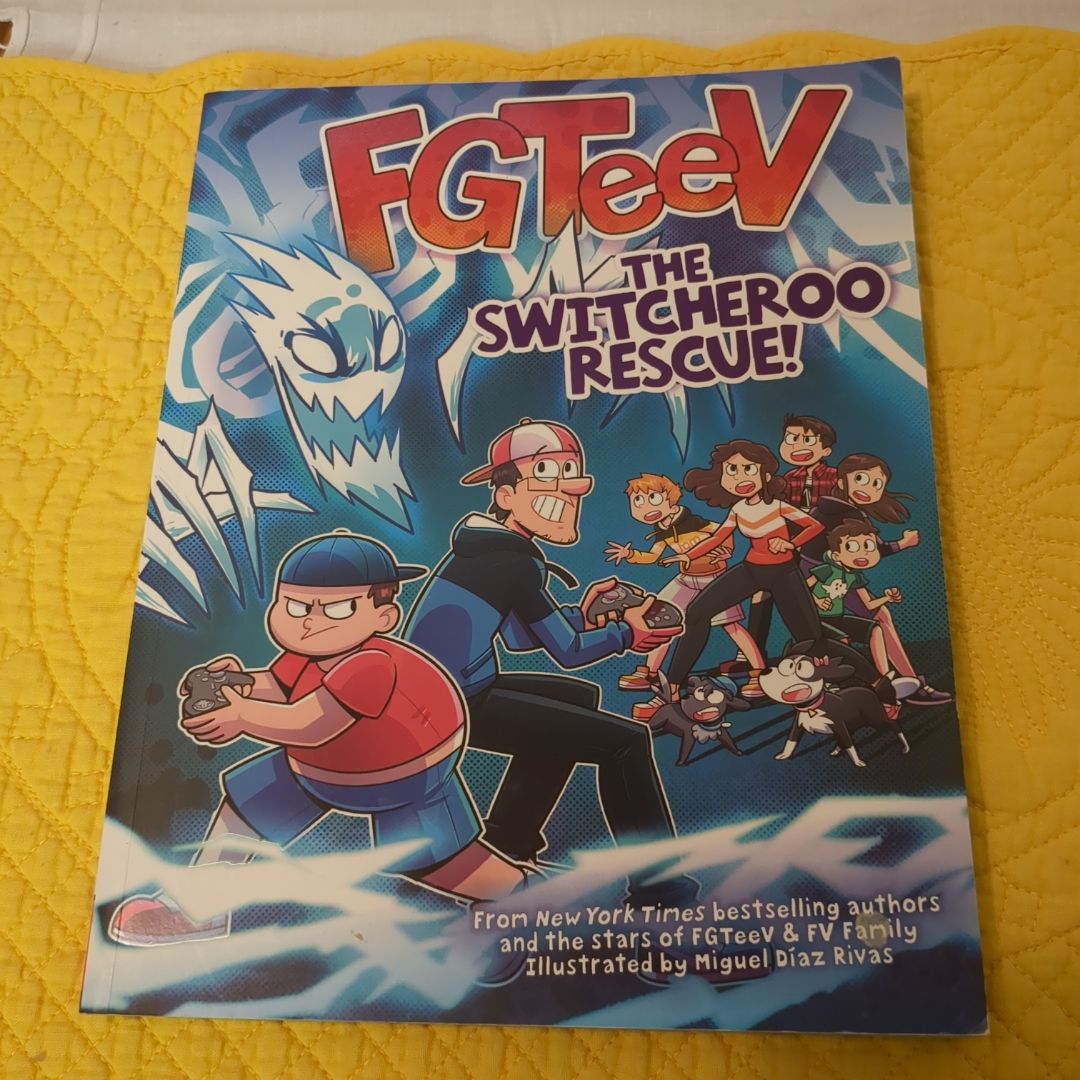 FGTeeV
THE
SWITCHEROO
RESCUE!
From New York Times bestselling authors
and the stars of FGTeeV & FV Family
Illustrated by Miguel Díaz Rivas